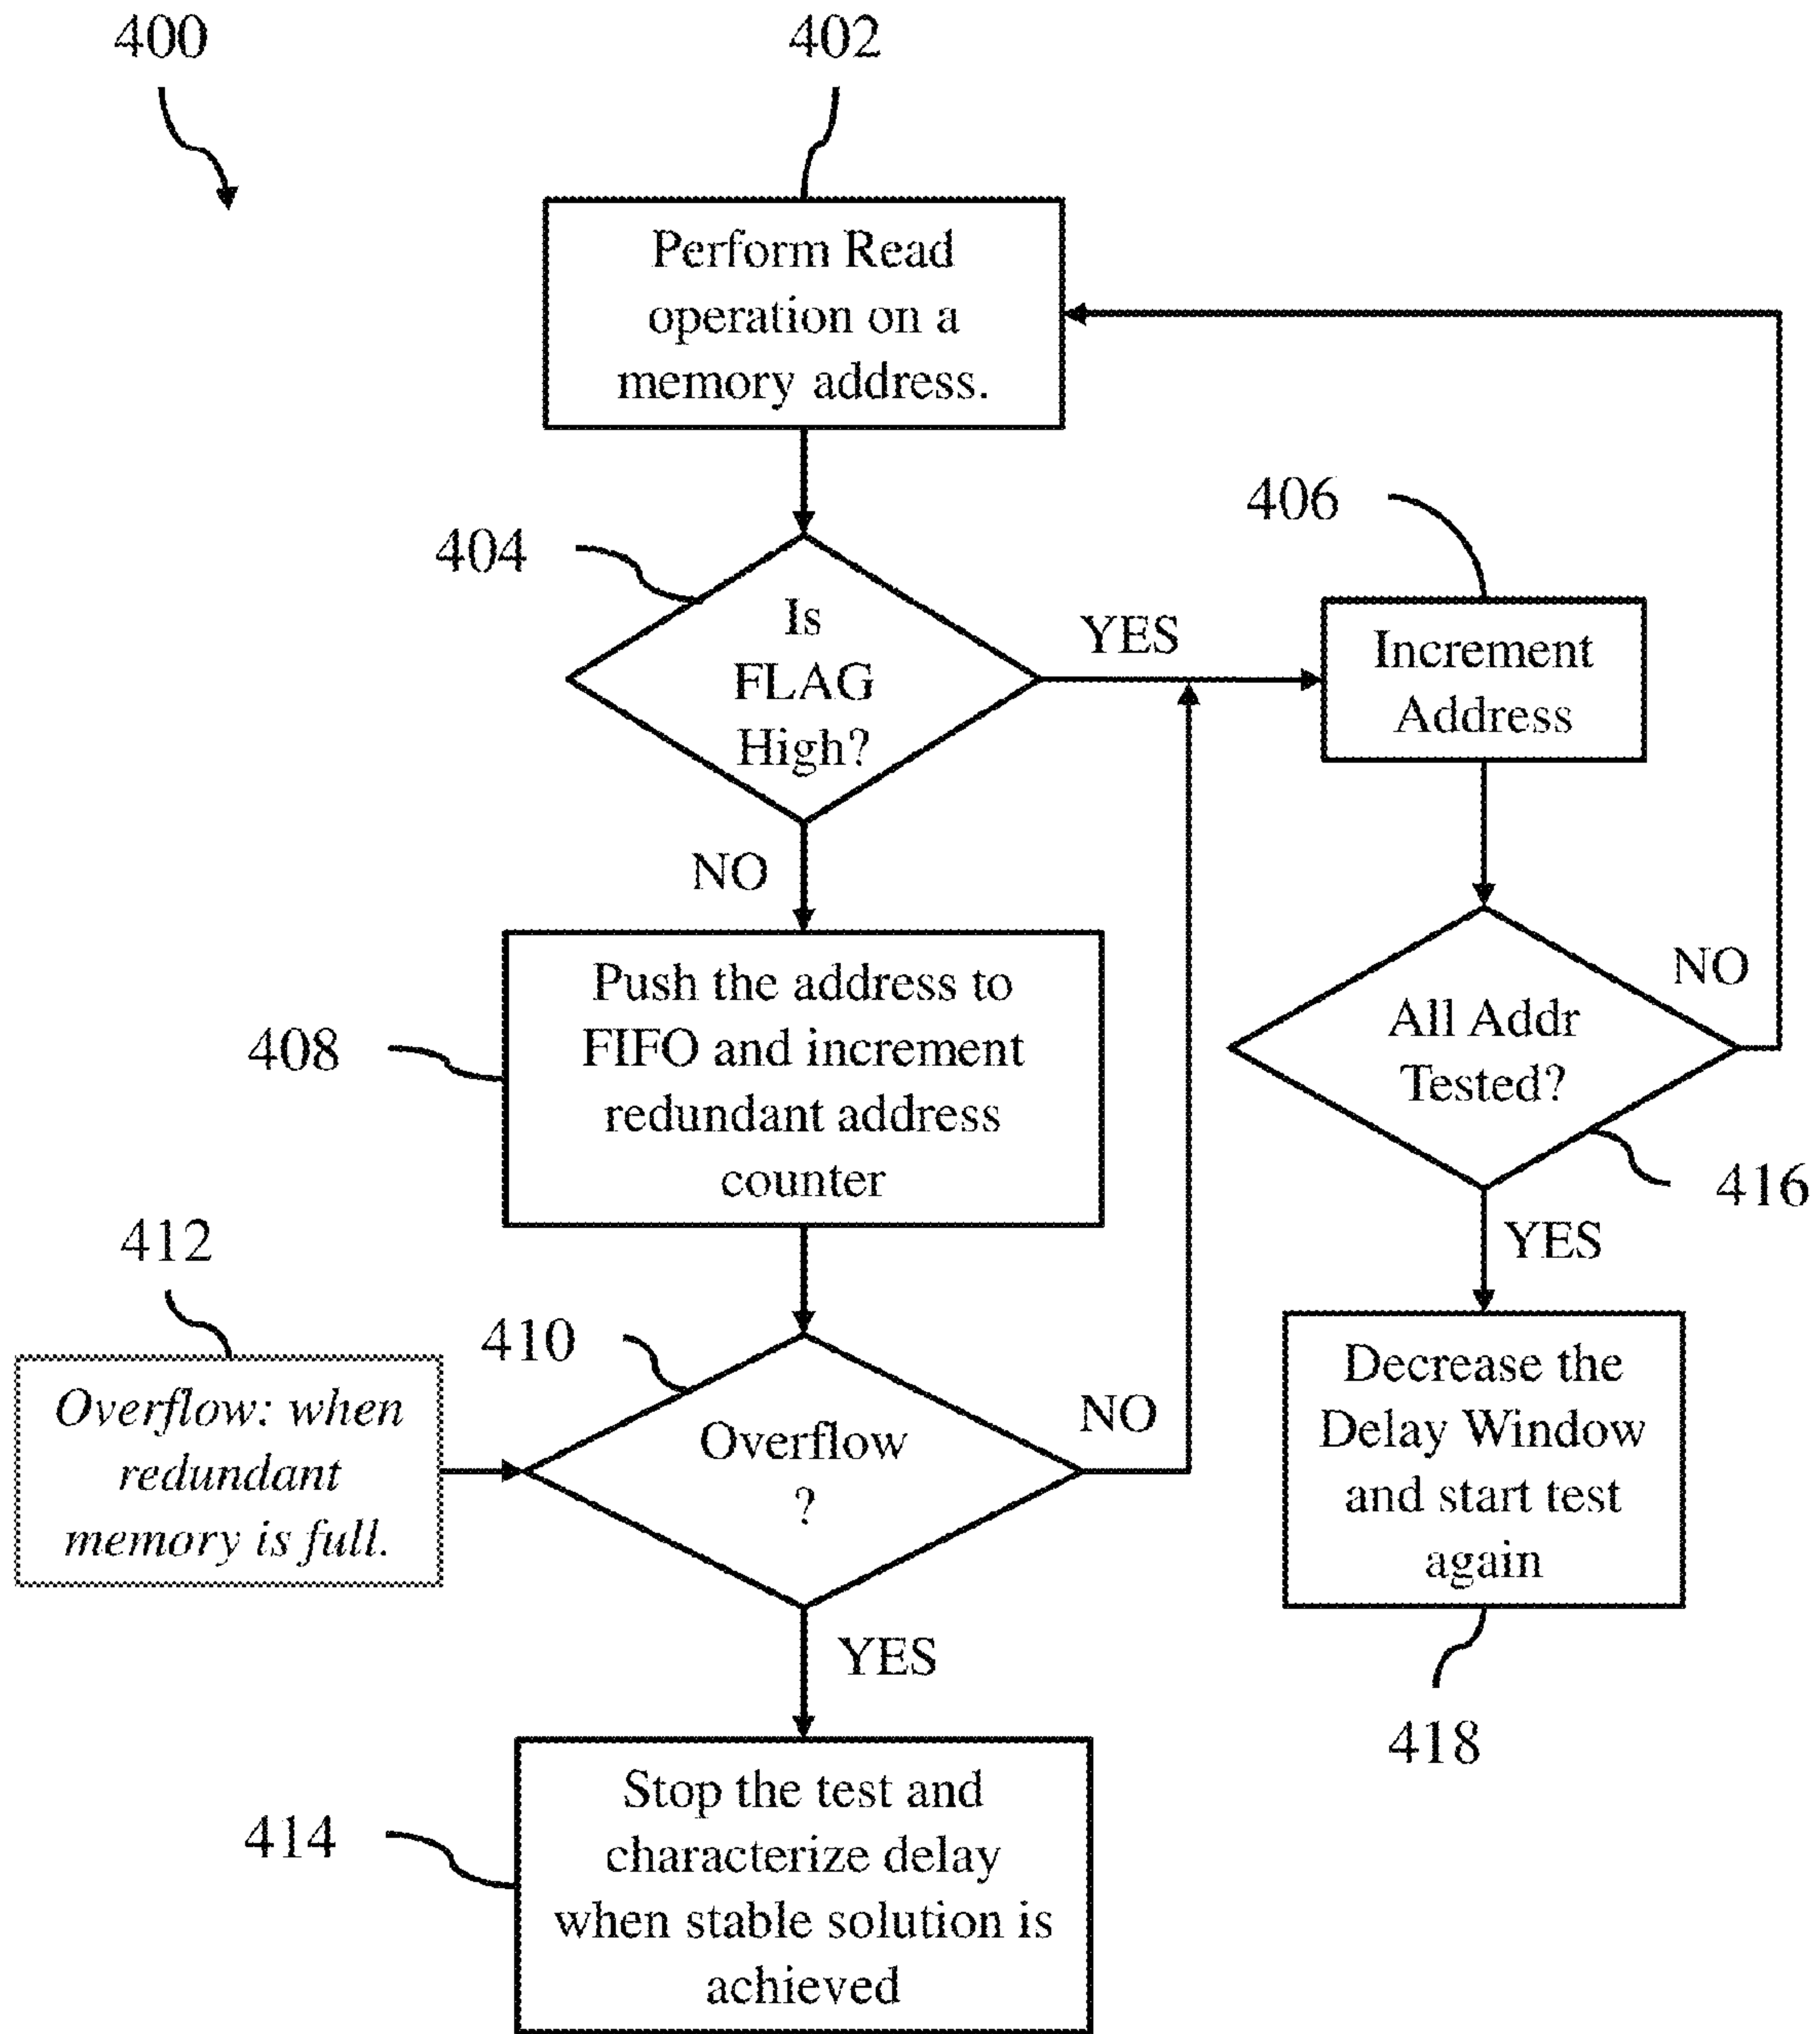 400
402
Perform Read
operation on a
memory address.
404
Is
FLAG
High?
YES
406
Increment
Address
NO
408
Push the address to
FIFO and increment
redundant address
counter
All Addr
Tested?
NO
416
YES
412
Overflow: when
redundant
memory is full.
410
Overflow
?
NO
YES
Decrease the
Delay Window
and start test
again
418
414
Stop the test and
characterize delay
when stable solution is
achieved